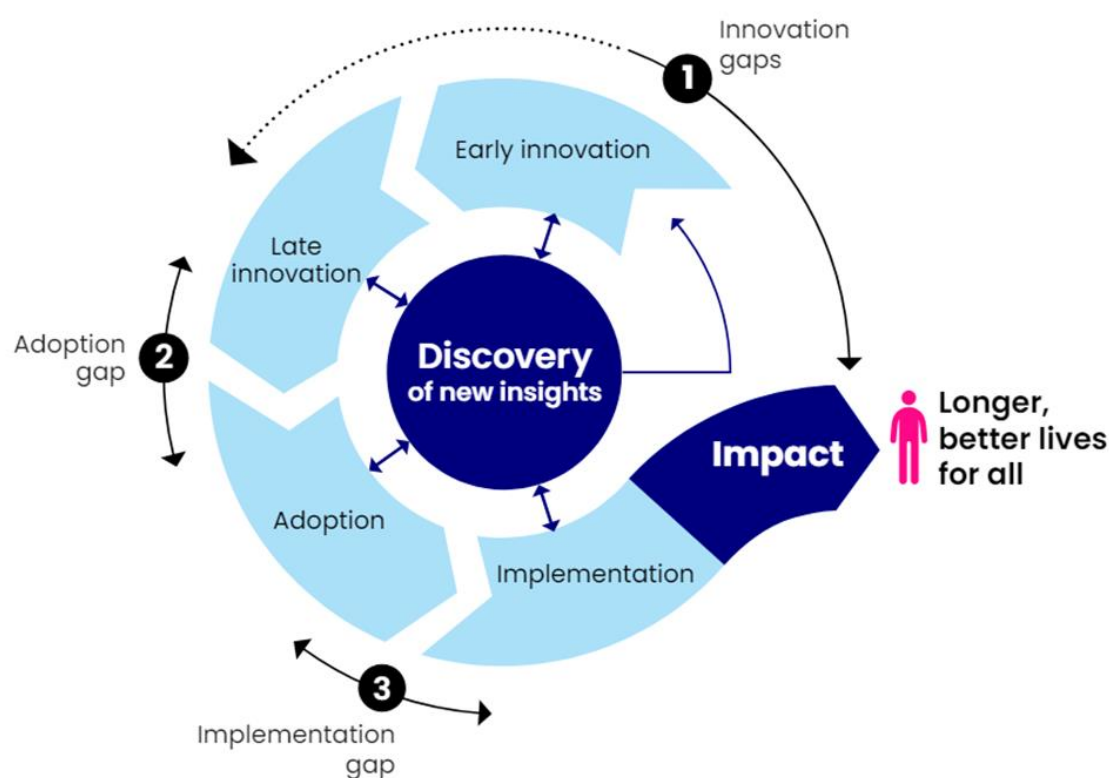 Innovation
gaps
1
Early innovation
Late
innovation
Adoption
gap
2
Discovery
of new insights
Impact
Longer,
better lives
for all
Adoption
Implementation
3
Implementation
gap